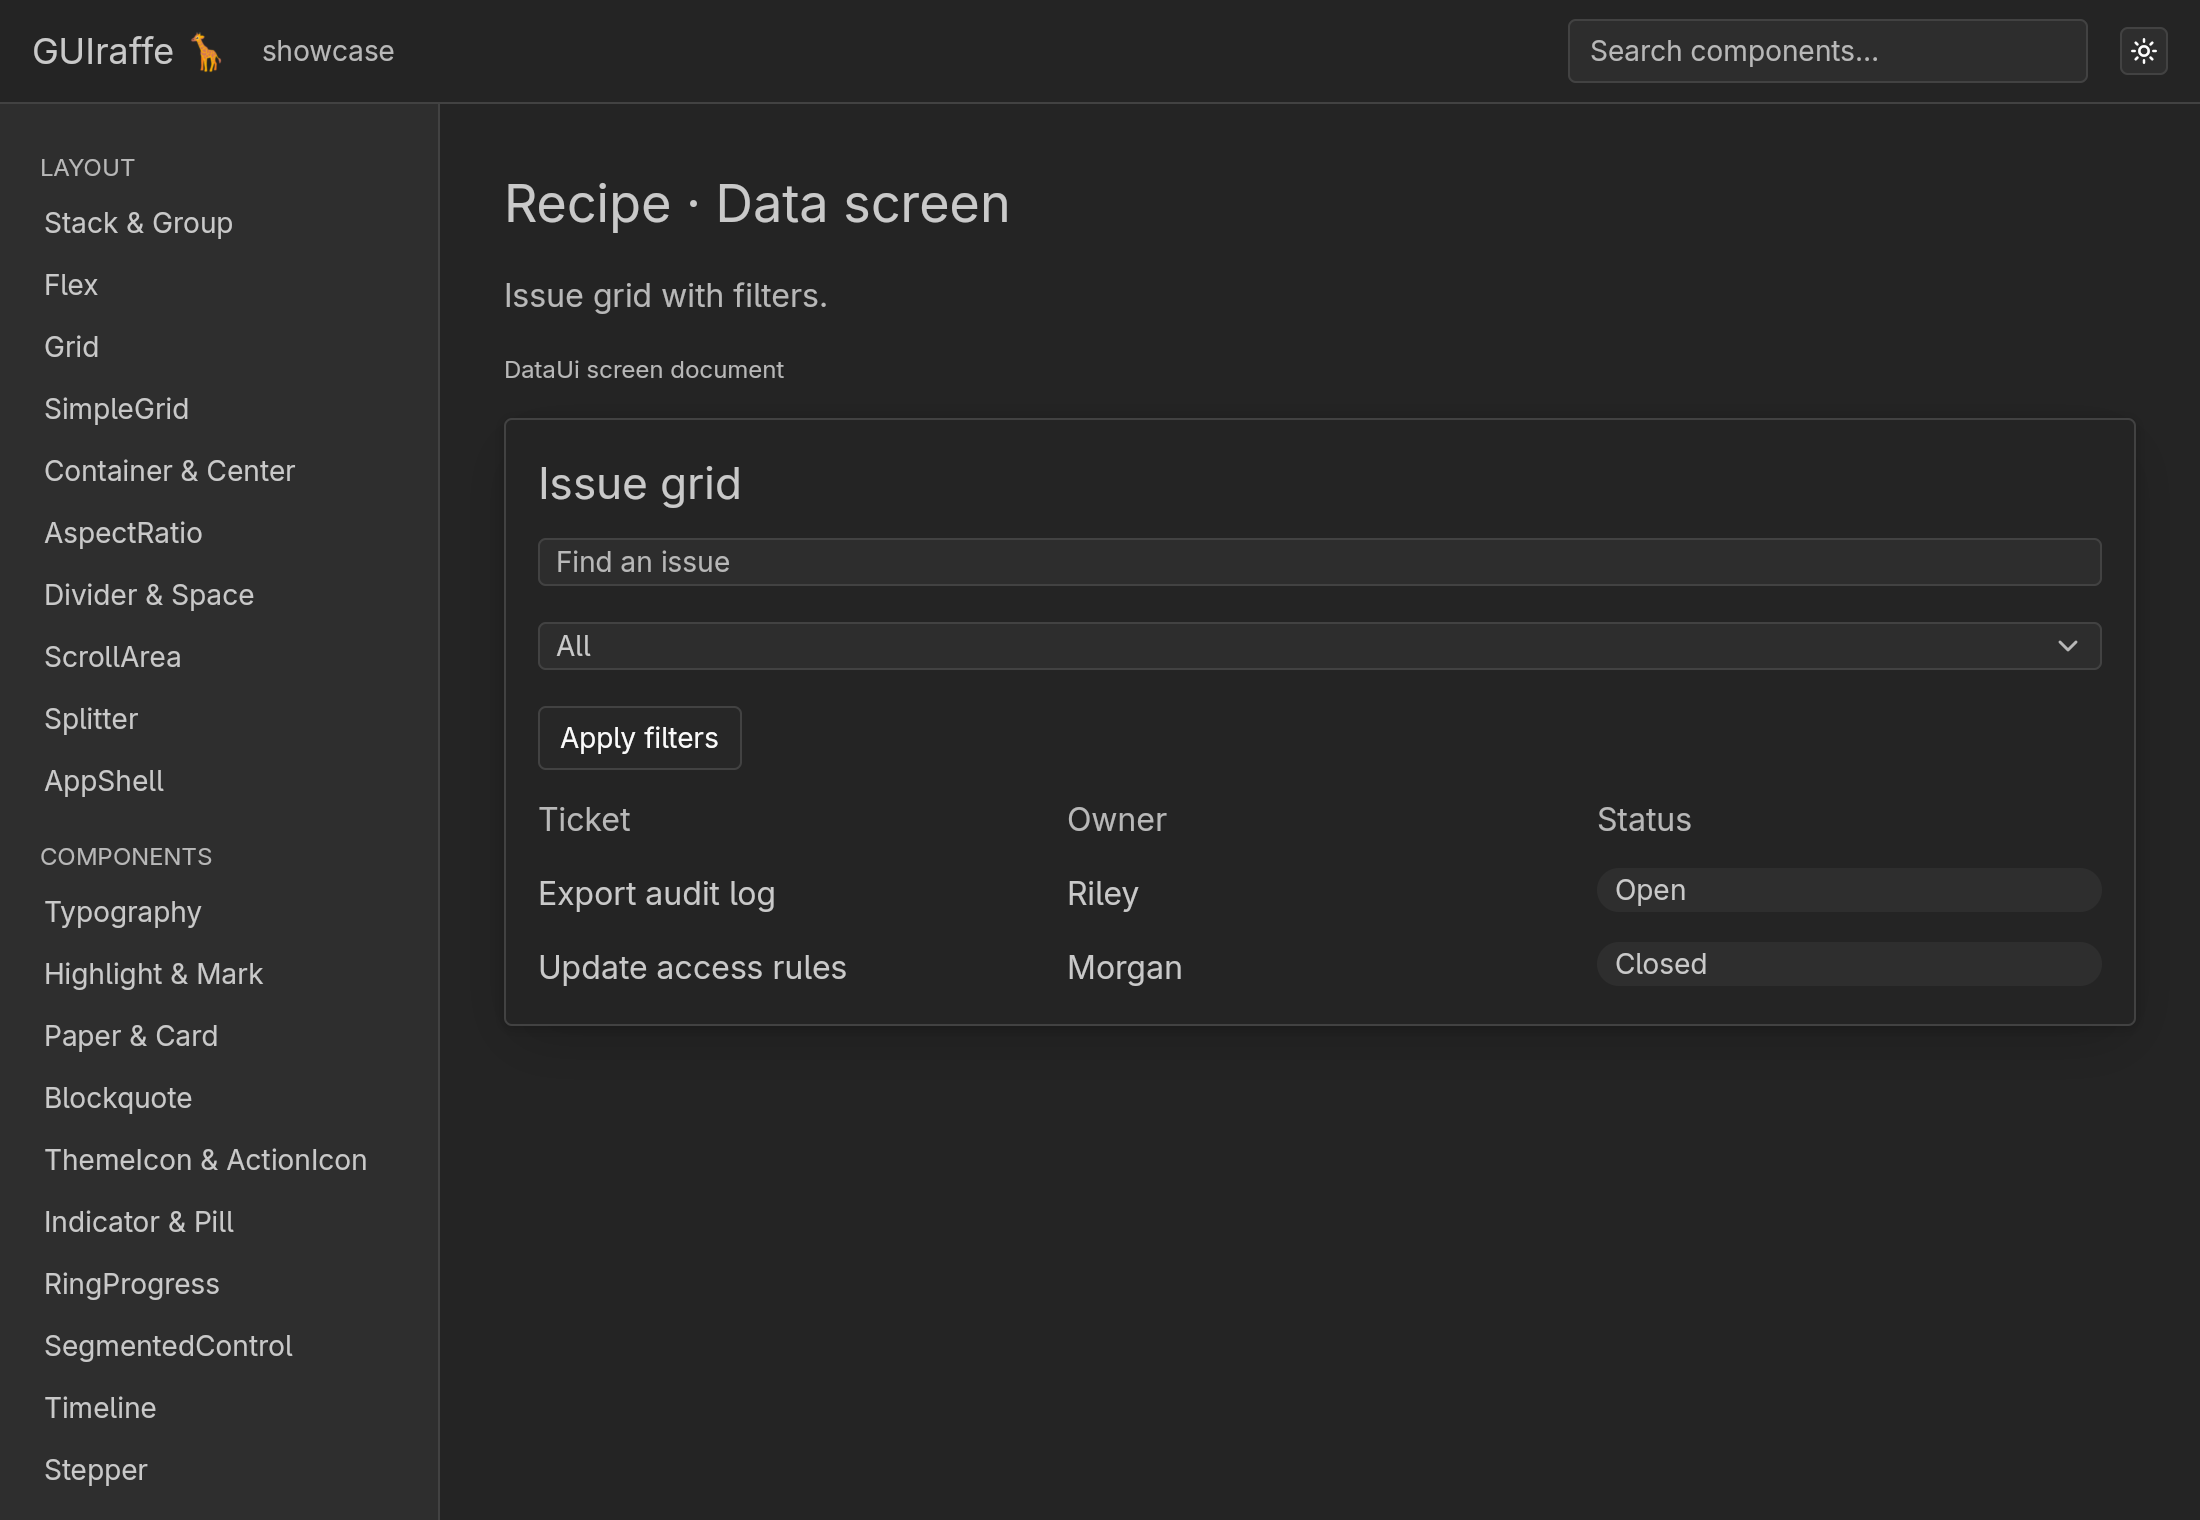 GUIraffe 🦒 showcase
Search components...
LAYOUT
Stack & Group
Flex
Grid
SimpleGrid
Container & Center
AspectRatio
Divider & Space
ScrollArea
Splitter
AppShell
COMPONENTS
Typography
Highlight & Mark
Paper & Card
Blockquote
ThemeIcon & ActionIcon
Indicator & Pill
RingProgress
SegmentedControl
Timeline
Stepper
Recipe · Data screen
Issue grid with filters.
DataUi screen document
Issue grid
Find an issue
All
Apply filters
Ticket Owner Status
Export audit log Riley Open
Update access rules Morgan Closed